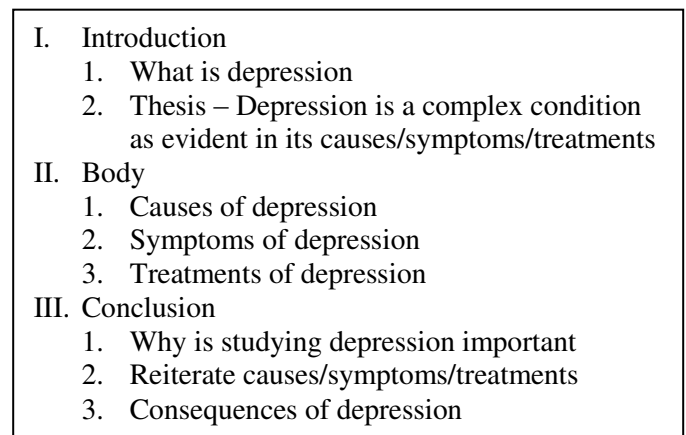 I. Introduction
1. What is depression
2. Thesis – Depression is a complex condition
as evident in its causes/symptoms/treatments
II. Body
1. Causes of depression
2. Symptoms of depression
3. Treatments of depression
III. Conclusion
1. Why is studying depression important
2. Reiterate causes/symptoms/treatments
3. Consequences of depression